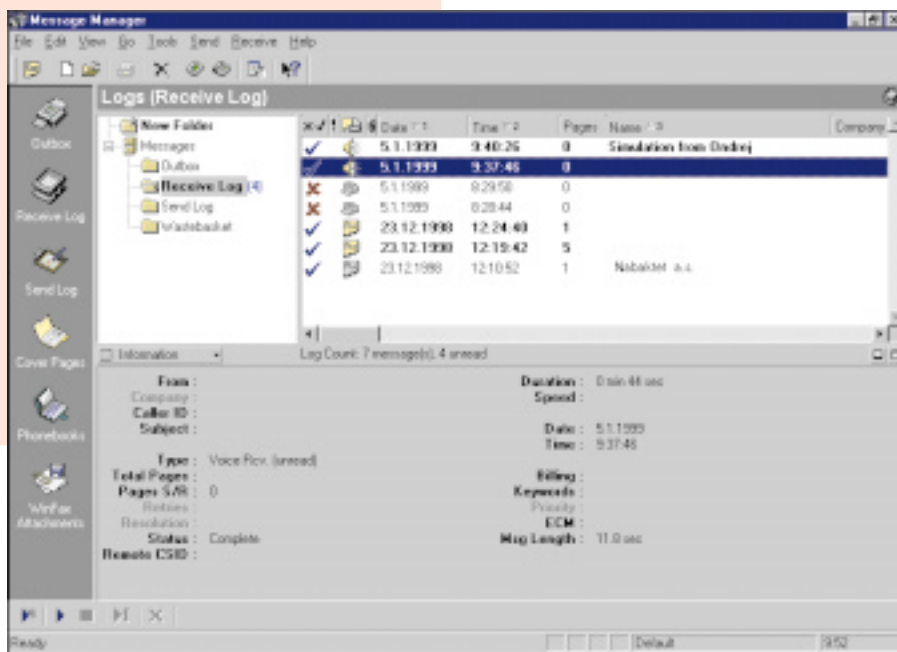 Message Manager
File Edit View Go Tools Send Receive Help
Logs (Receive Log)
Outbox
Receive Log
Send Log
Cover Pages
Phonebooks
WinFax
Attachments
New Folder
Messages
Outbox
Receive Log (4)
Send Log
Wastebasket
Date Time Pages Name Company
5.1.1999 9:40:26 0 Simulation from Ondrej
5.1.1999 9:37:46 0
5.1.1999 8:29:50 0
5.1.1999 8:28:44 0
23.12.1998 12:24:40 1
23.12.1998 12:19:42 5
23.12.1998 12:10:52 1 a.s.
Information
Log Count: 7 message(s), 4 unread
From :
Company :
Caller ID :
Subject :
Type : Voice Rcv. (unread)
Total Pages :
Pages S/R : 0
Retries :
Resolution :
Status : Complete
Remote CSID :
Duration : 0 min 44 sec
Speed :
Date : 5.1.1999
Time : 9:37:46
Billing :
Keywords :
Priority :
ECM :
Msg Length : 11.8 sec
Ready
Default
9:52